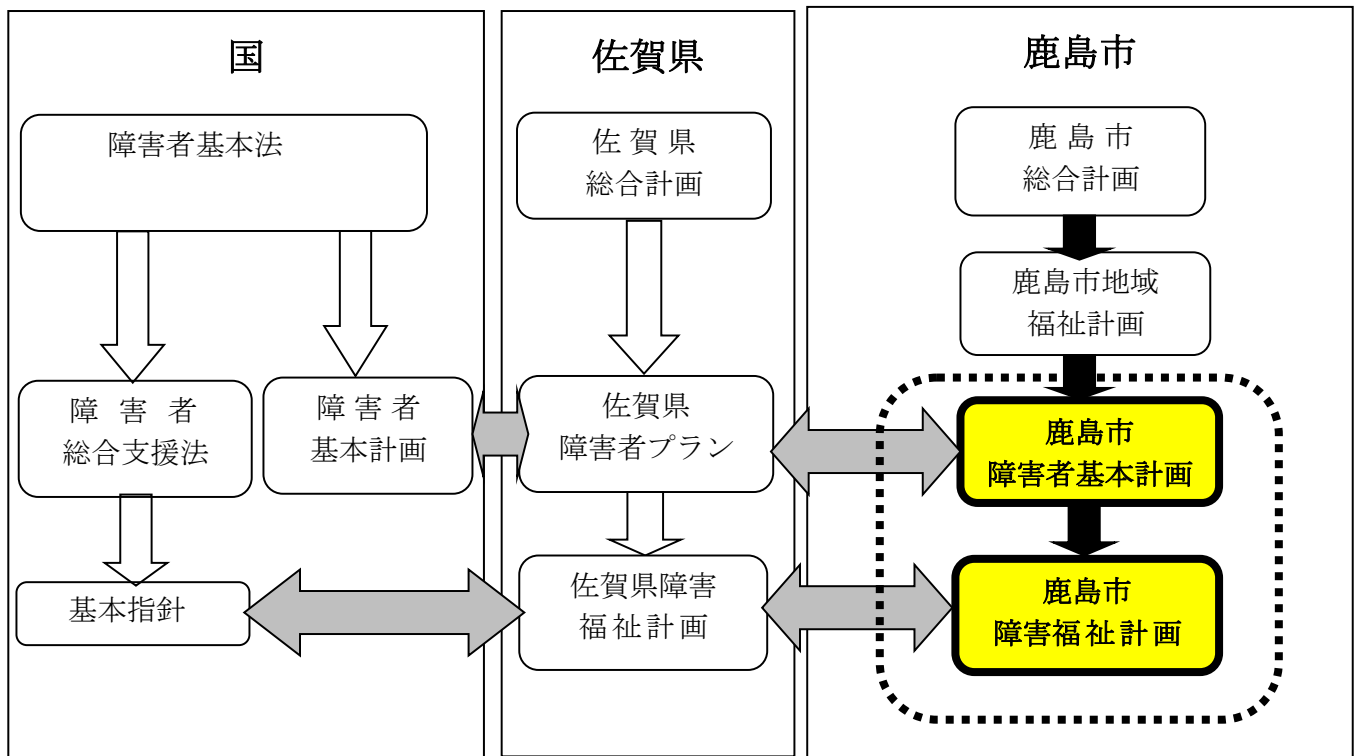 国
障害者基本法
障害者
総合支援法
障害者
基本計画
基本指針
佐賀県
佐賀県
総合計画
佐賀県
障害者プラン
佐賀県障害
福祉計画
鹿島市
鹿島市
総合計画
鹿島市地域
福祉計画
鹿島市
障害者基本計画
鹿島市
障害福祉計画